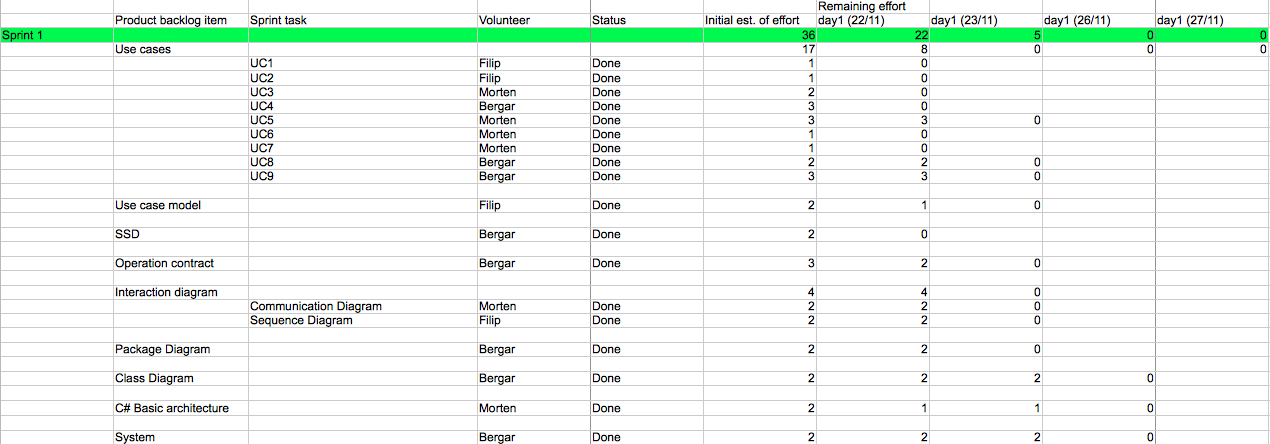 Remaining effort
Product backlog item Sprint task Volunteer Status Initial est. of effort day1 (22/11) day1 (23/11) day1 (26/11) day1 (27/11)
Sprint 1 36 22 5 0 0
Use cases 17 8 0 0 0
UC1 Filip Done 1 0
UC2 Filip Done 1 0
UC3 Morten Done 2 0
UC4 Bergar Done 3 0
UC5 Morten Done 3 3 0
UC6 Morten Done 1 0
UC7 Morten Done 1 0
UC8 Bergar Done 2 2 0
UC9 Bergar Done 3 3 0
Use case model Filip Done 2 1 0
SSD Bergar Done 2 0
Operation contract Bergar Done 3 2 0
Interaction diagram 4 4 0
Communication Diagram Morten Done 2 2 0
Sequence Diagram Filip Done 2 2 0
Package Diagram Bergar Done 2 2 0
Class Diagram Bergar Done 2 2 2 0
C# Basic architecture Morten Done 2 1 1 0
System Bergar Done 2 2 2 0